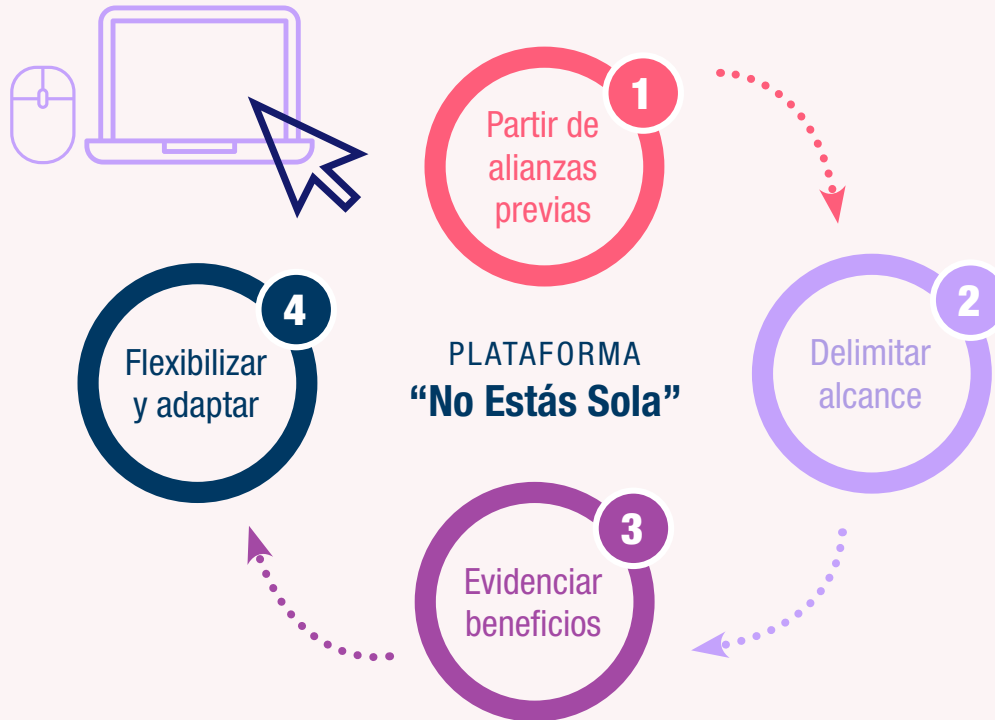 1
Partir de
alianzas
previas
2
Delimitar
alcance
3
Evidenciar
beneficios
4
Flexibilizar
y adaptar
PLATAFORMA
“No Estás Sola”